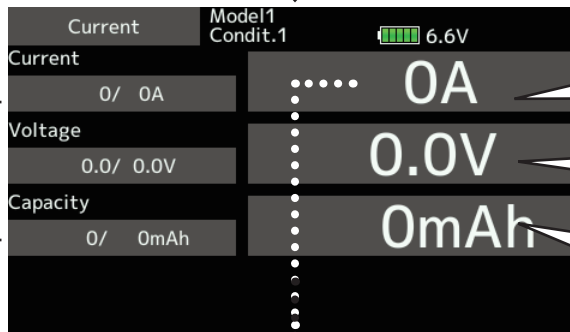 Current
Model1
Condit.1
6.6V
Current
0/ 0A
0A
Voltage
0.0/ 0.0V
0.0V
Capacity
0/ 0mAh
0mAh